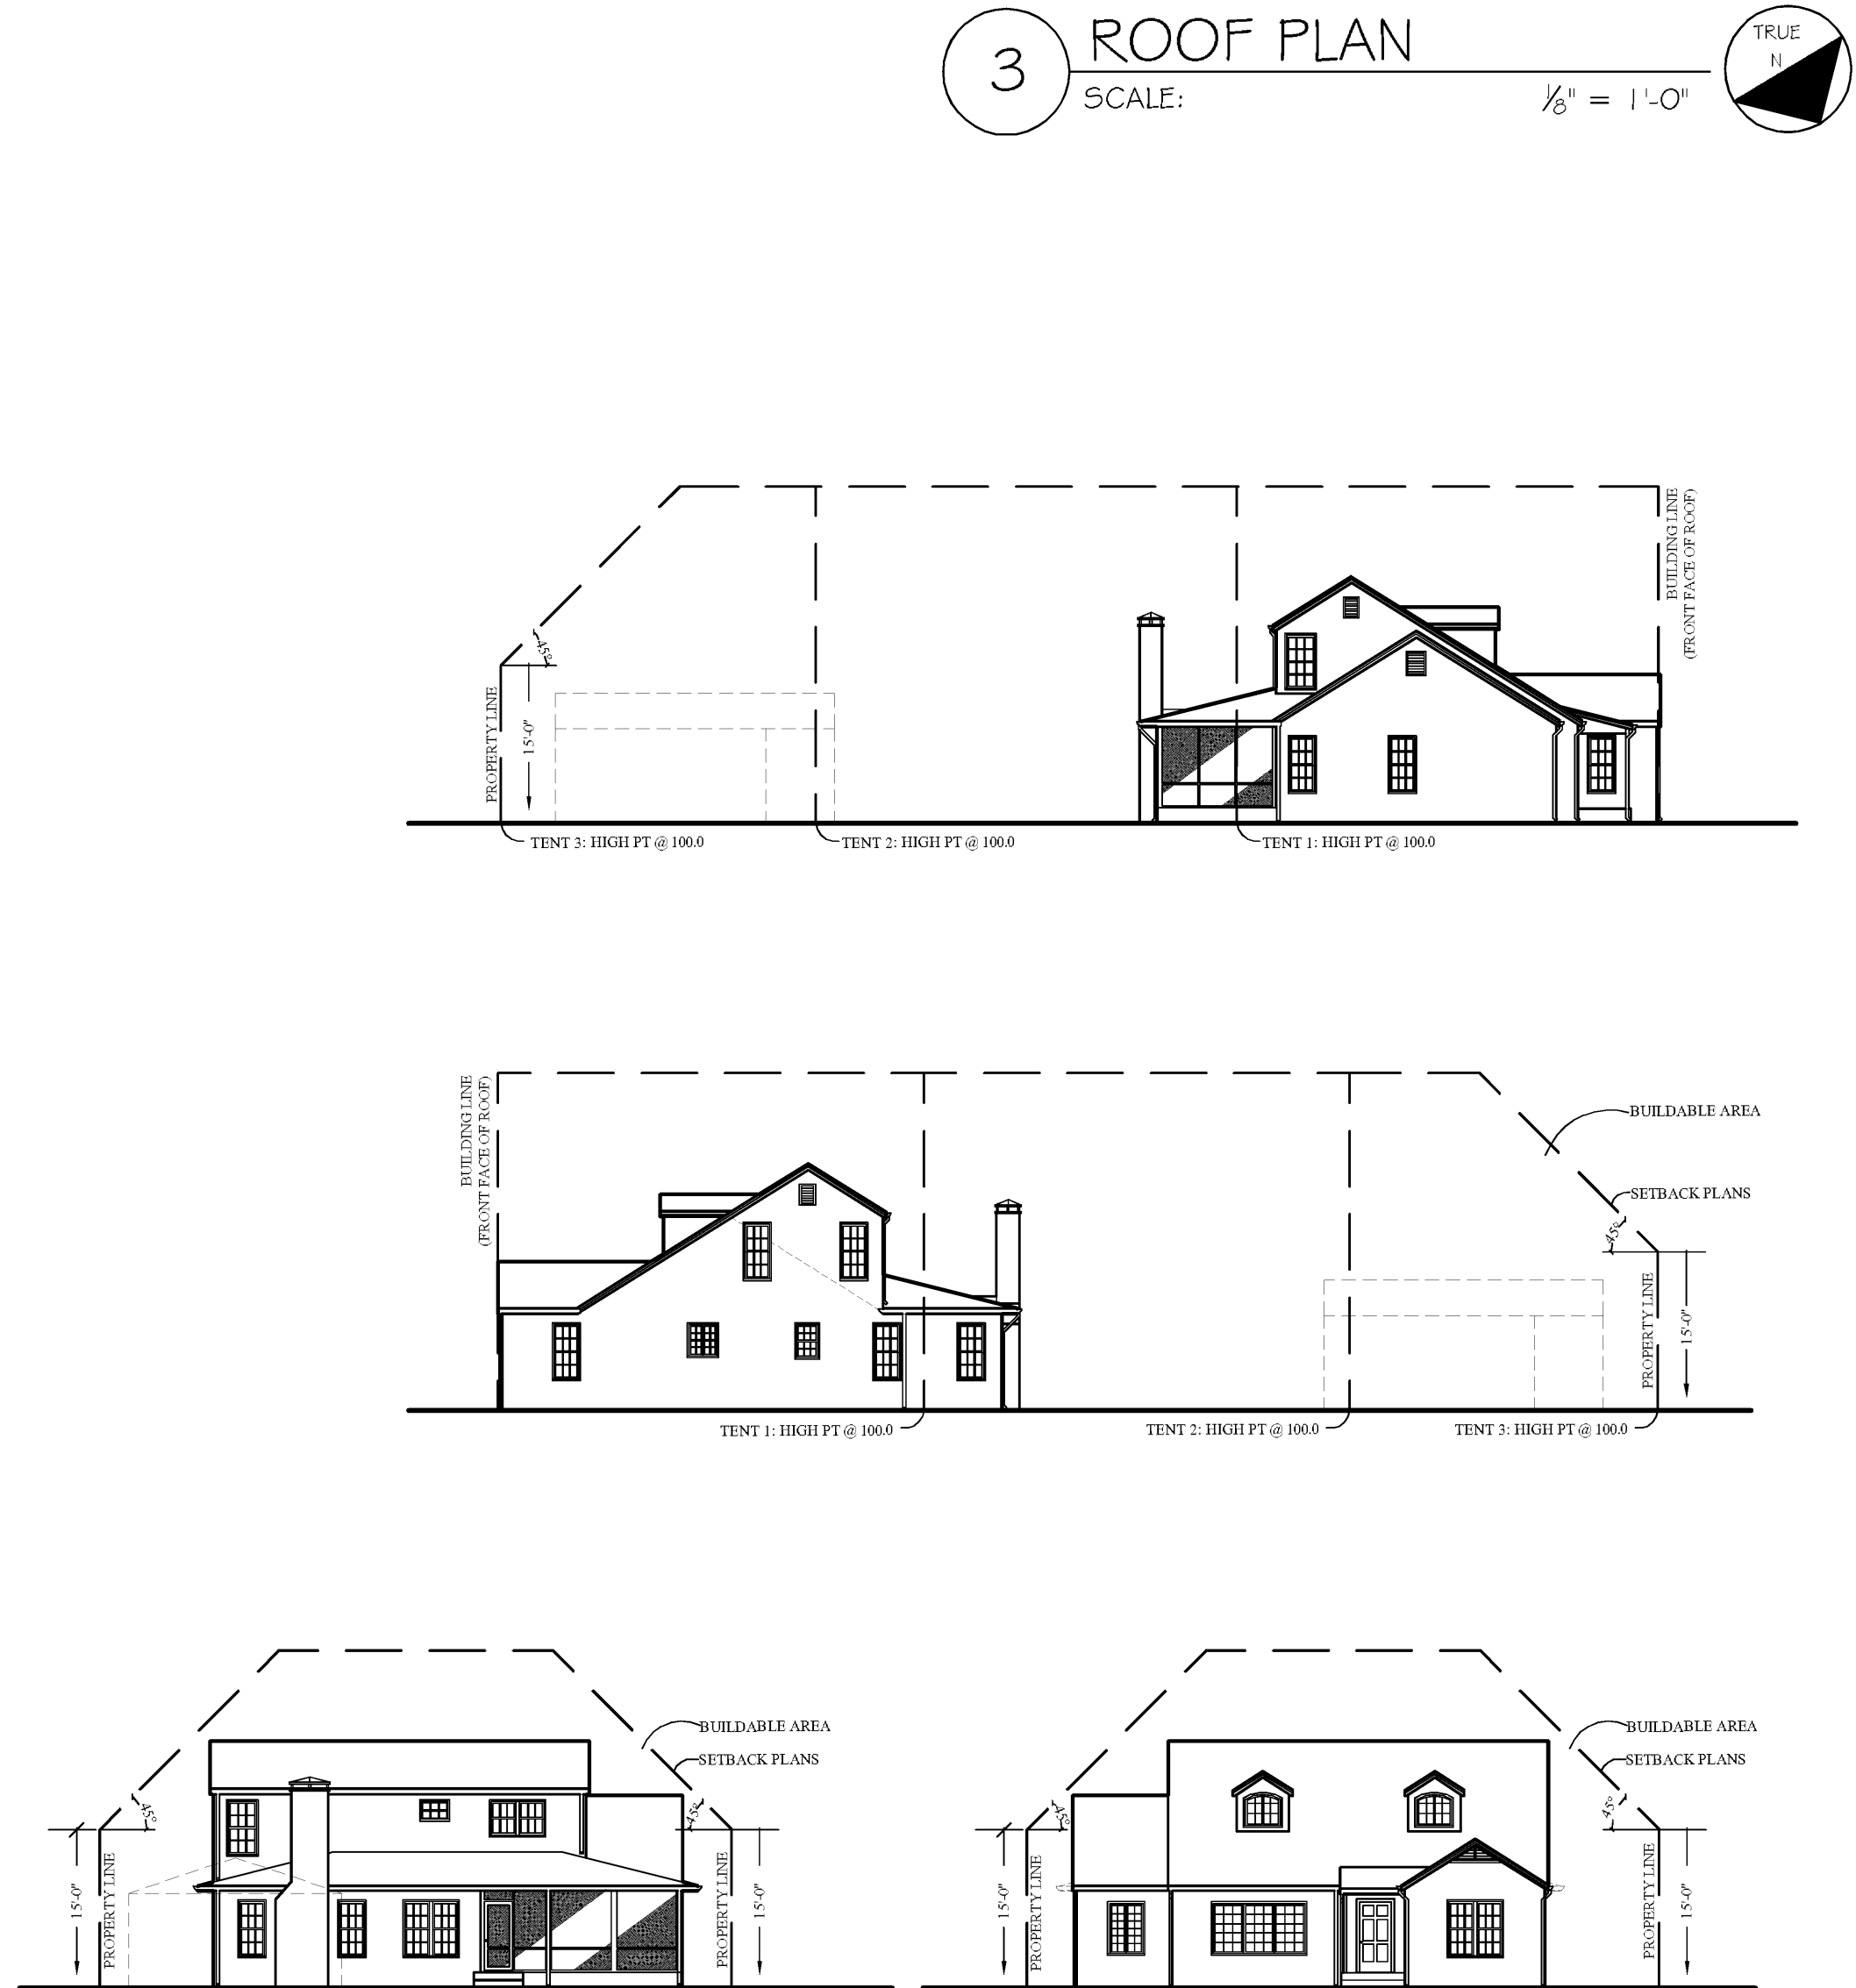 3
ROOF PLAN
SCALE: 1/8" = 1'-0"
TRUE
N
BUILDING LINE
(FRONT FACE OF ROOF)
45°
PROPERTY LINE
15'-0"
TENT 3: HIGH PT @ 100.0
TENT 2: HIGH PT @ 100.0
TENT 1: HIGH PT @ 100.0
BUILDING LINE
(FRONT FACE OF ROOF)
BUILDABLE AREA
SETBACK PLANS
45°
PROPERTY LINE
15'-0"
TENT 1: HIGH PT @ 100.0
TENT 2: HIGH PT @ 100.0
TENT 3: HIGH PT @ 100.0
BUILDABLE AREA
SETBACK PLANS
45°
45°
15'-0"
PROPERTY LINE
PROPERTY LINE
15'-0"
BUILDABLE AREA
SETBACK PLANS
45°
45°
15'-0"
PROPERTY LINE
PROPERTY LINE
15'-0"